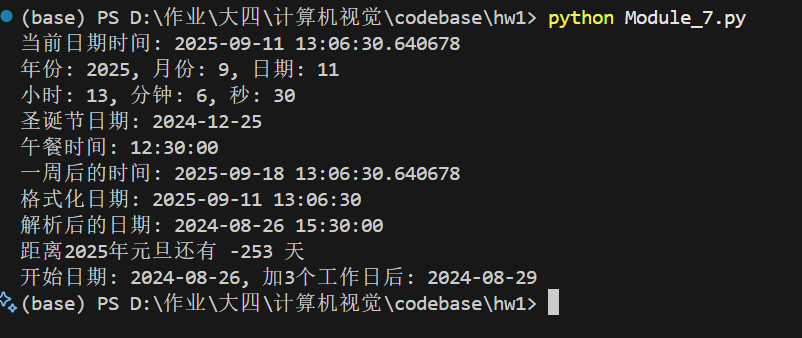 (base) PS D:\作业\大四\计算机视觉\codebase\hw1> python Module_7.py
当前日期时间: 2025-09-11 13:06:30.640678
年份: 2025, 月份: 9, 日期: 11
小时: 13, 分钟: 6, 秒: 30
圣诞节日期: 2024-12-25
午餐时间: 12:30:00
一周后的时间: 2025-09-18 13:06:30.640678
格式化日期: 2025-09-11 13:06:30
解析后的日期: 2024-08-26 15:30:00
距离2025年元旦还有 -253 天
开始日期: 2024-08-26, 加3个工作日后: 2024-08-29
(base) PS D:\作业\大四\计算机视觉\codebase\hw1>